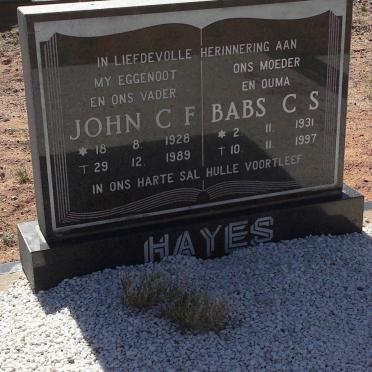 IN LIEFDEVOLLE HERINNERING AAN
MY EGGENOOT
EN ONS VADER
JOHN C F
* 18. 8. 1928
† 29. 12. 1989
ONS MOEDER
EN OUMA
BABS C S
* 2. 11. 1931
† 10. 11. 1997
IN ONS HARTE SAL HULLE VOORTLEEF
HAYES